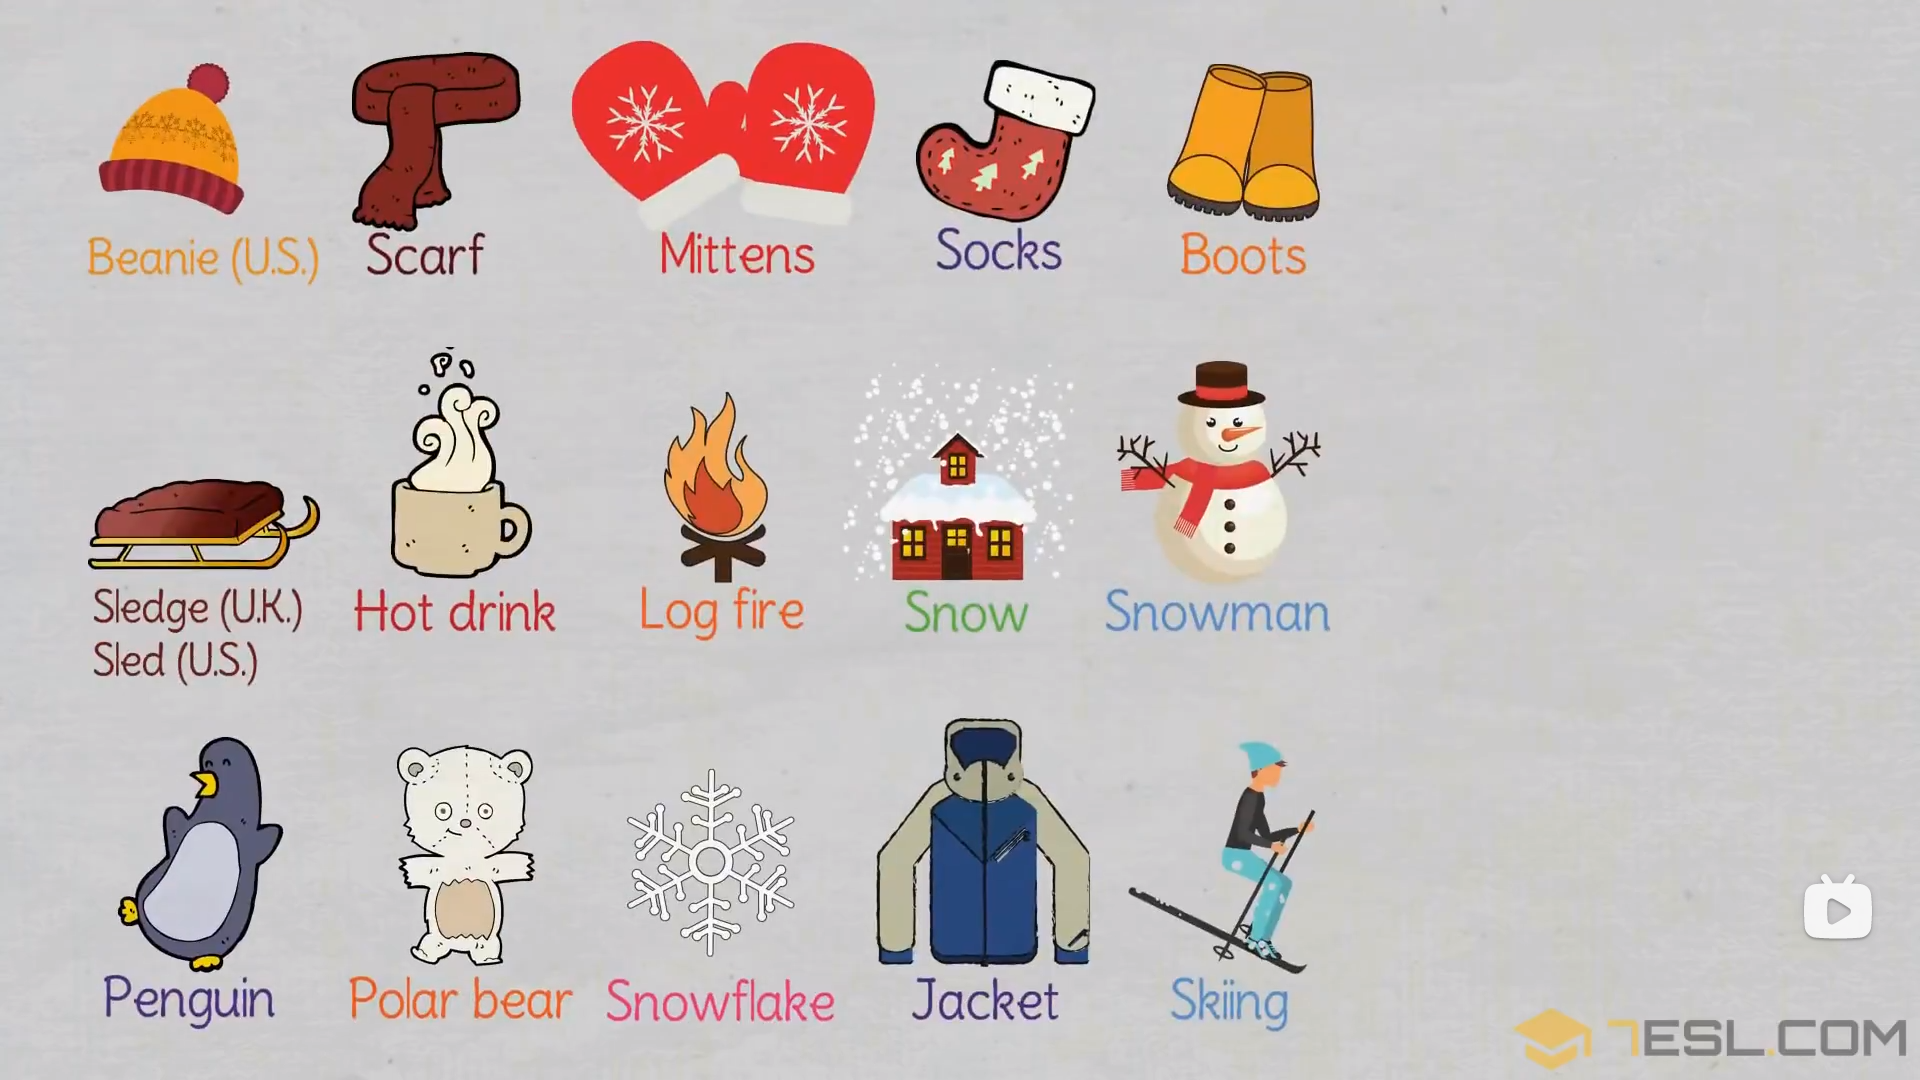 Beanie (U.S.)
Scarf
Mittens
Socks
Boots
Sledge (U.K.)
Sled (U.S.)
Hot drink
Log fire
Snow
Snowman
Penguin
Polar bear
Snowflake
Jacket
Skiing
7ESL.COM